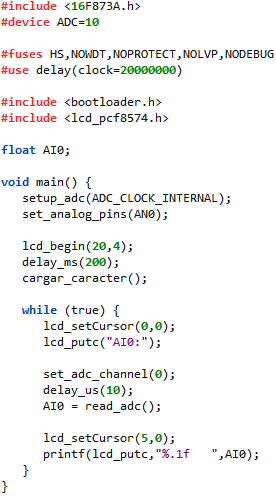 #include <16F873A.h>
#device ADC=10

#fuses HS,NOWDT,NOPROTECT,NOLVP,NODEBUG
#use delay(clock=20000000)

#include <bootloader.h>
#include <lcd_pcf8574.h>

float AI0;

void main() {
   setup_adc(ADC_CLOCK_INTERNAL);
   set_analog_pins(AN0);

   lcd_begin(20,4);
   delay_ms(200);
   cargar_caracter();

   while (true) {
      lcd_setCursor(0,0);
      lcd_putc("AI0:");

      set_adc_channel(0);
      delay_us(10);
      AI0 = read_adc();

      lcd_setCursor(5,0);
      printf(lcd_putc,"%.1f   ",AI0);
   }
}